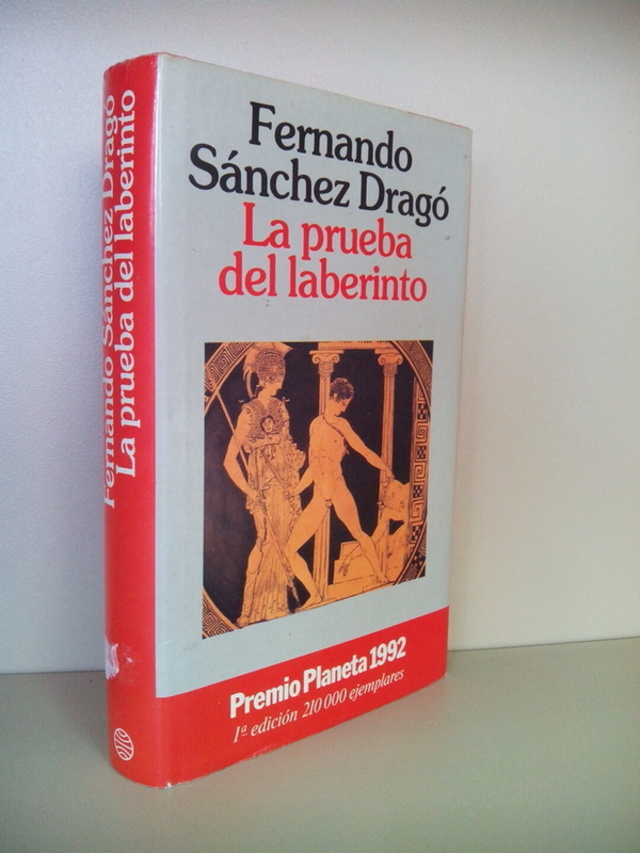 Fernando Sánchez Dragó
La prueba del laberinto
Fernando
Sánchez Dragó
La prueba
del laberinto
Premio Planeta 1992
1ª edición 210 000 ejemplares